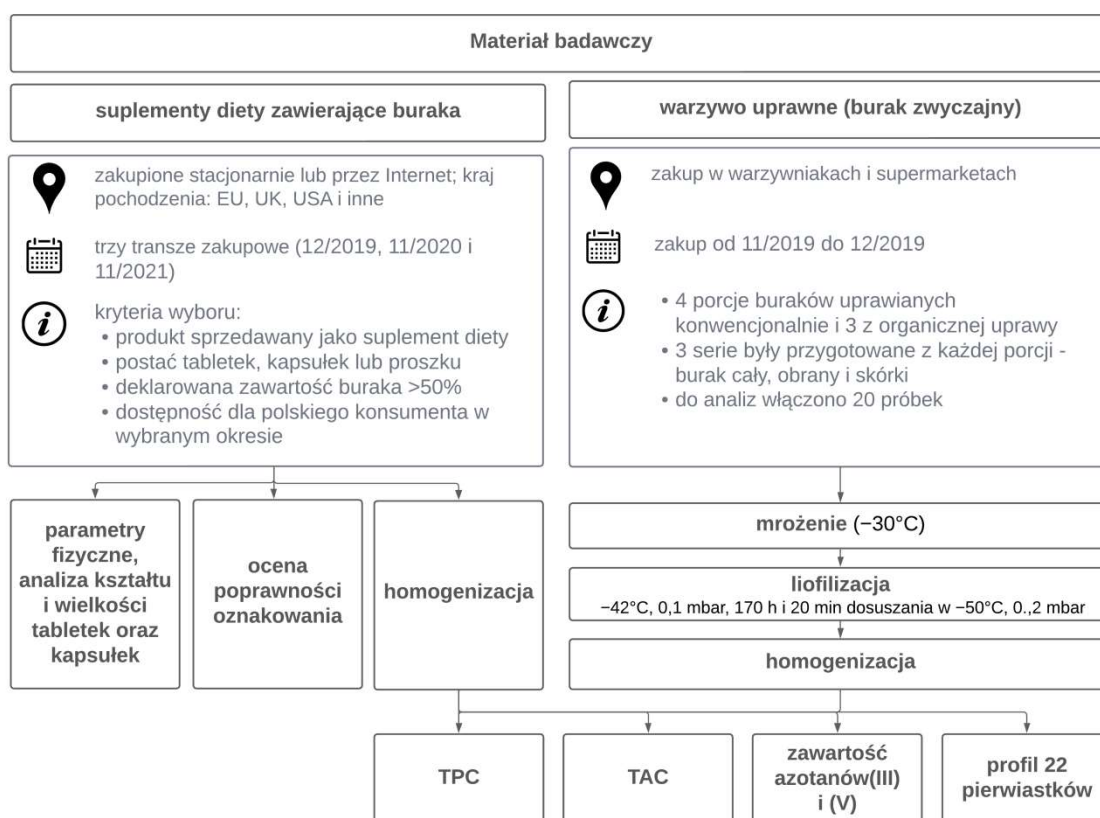 Materiał badawczy
suplementy diety zawierające buraka
zakupione stacjonarnie lub przez Internet; kraj
pochodzenia: EU, UK, USA i inne
trzy transze zakupowe (12/2019, 11/2020 i
11/2021)
kryteria wyboru:
• produkt sprzedawany jako suplement diety
• postać tabletek, kapsułek lub proszku
• deklarowana zawartość buraka >50%
• dostępność dla polskiego konsumenta w
wybranym okresie
warzywo uprawne (burak zwyczajny)
zakup w warzywniakach i supermarketach
zakup od 11/2019 do 12/2019
• 4 porcje buraków uprawianych
konwencjonalnie i 3 z organicznej uprawy
• 3 serie były przygotowane z każdej porcji -
burak cały, obrany i skórki
• do analiz włączono 20 próbek
parametry
fizyczne,
analiza kształtu
i wielkości
tabletek oraz
kapsułek
ocena
poprawności
oznakowania
homogenizacja
mrożenie (−30°C)
liofilizacja
−42°C, 0,1 mbar, 170 h i 20 min dosuszania w −50°C, 0.,2 mbar
homogenizacja
TPC
TAC
zawartość
azotanów(III)
i (V)
profil 22
pierwiastków